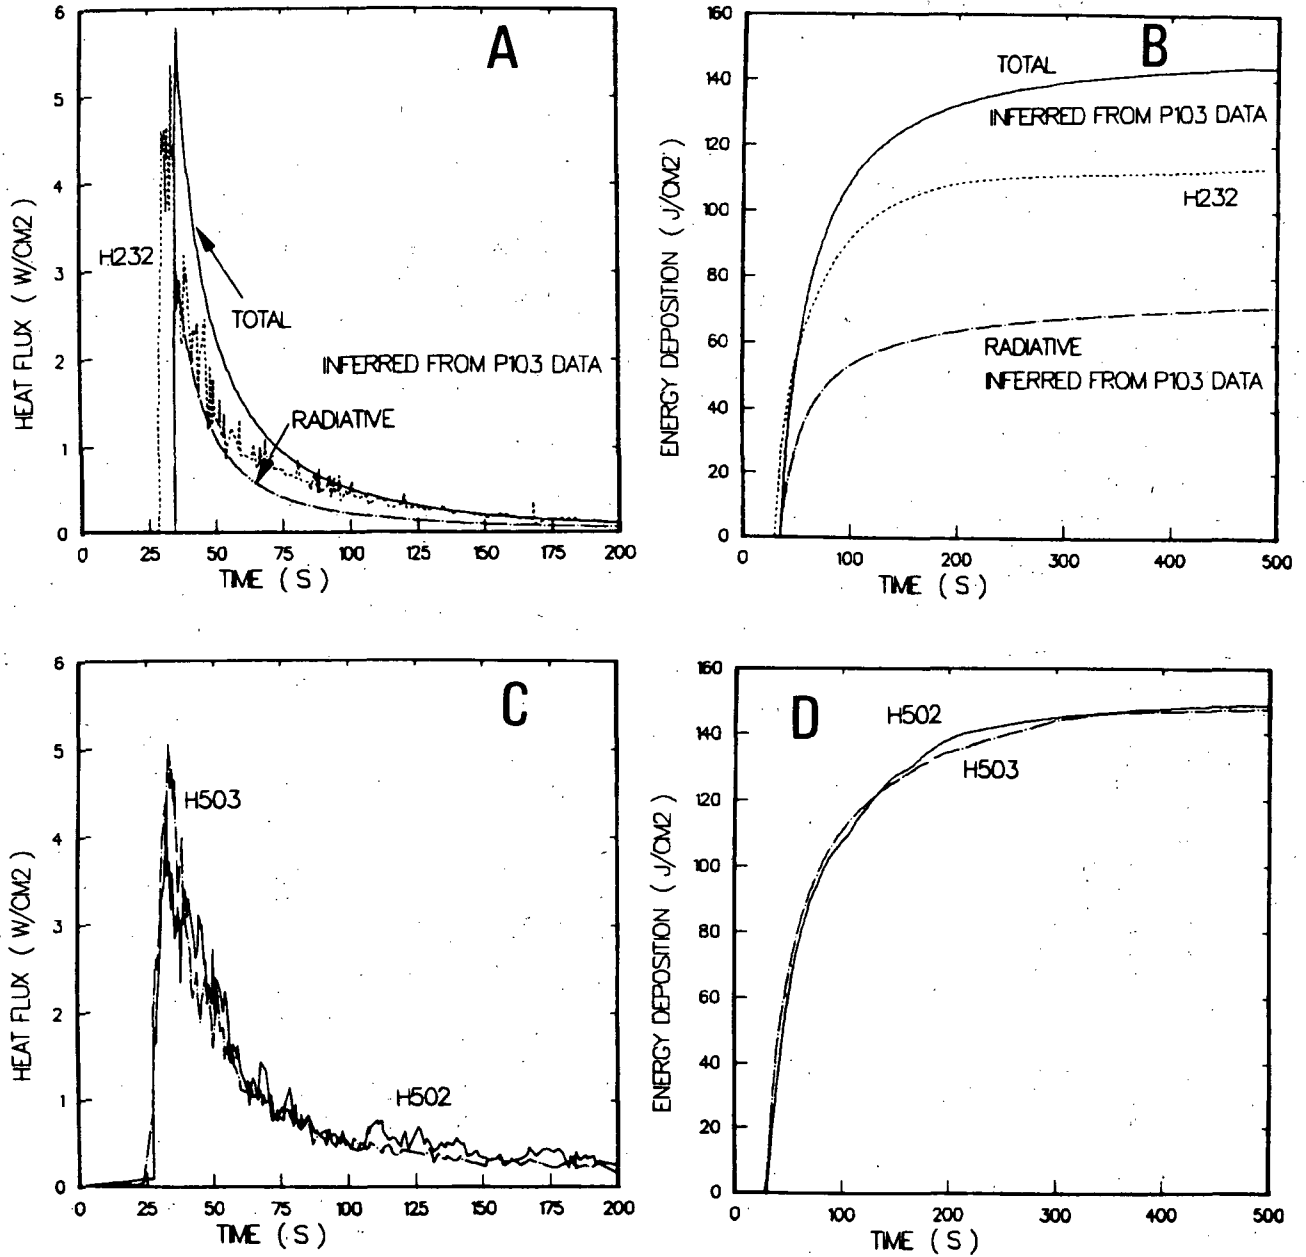 A
6
5
4
3
2
1
0
HEAT FLUX ( W/CM2 )
H232
TOTAL
INFERRED FROM P103 DATA
RADIATIVE
0 25 50 75 100 125 150 175 200
TIME ( S )
B
160
140
120
100
80
60
40
20
0
ENERGY DEPOSITION ( J/CM2 )
TOTAL
INFERRED FROM P103 DATA
H232
RADIATIVE
INFERRED FROM P103 DATA
0 100 200 300 400 500
TIME ( S )
C
6
5
4
3
2
1
0
HEAT FLUX ( W/CM2 )
H503
H502
0 25 50 75 100 125 150 175 200
TIME ( S )
D
160
140
120
100
80
60
40
20
0
ENERGY DEPOSITION ( J/CM2 )
H502
H503
0 100 200 300 400 500
TIME ( S )